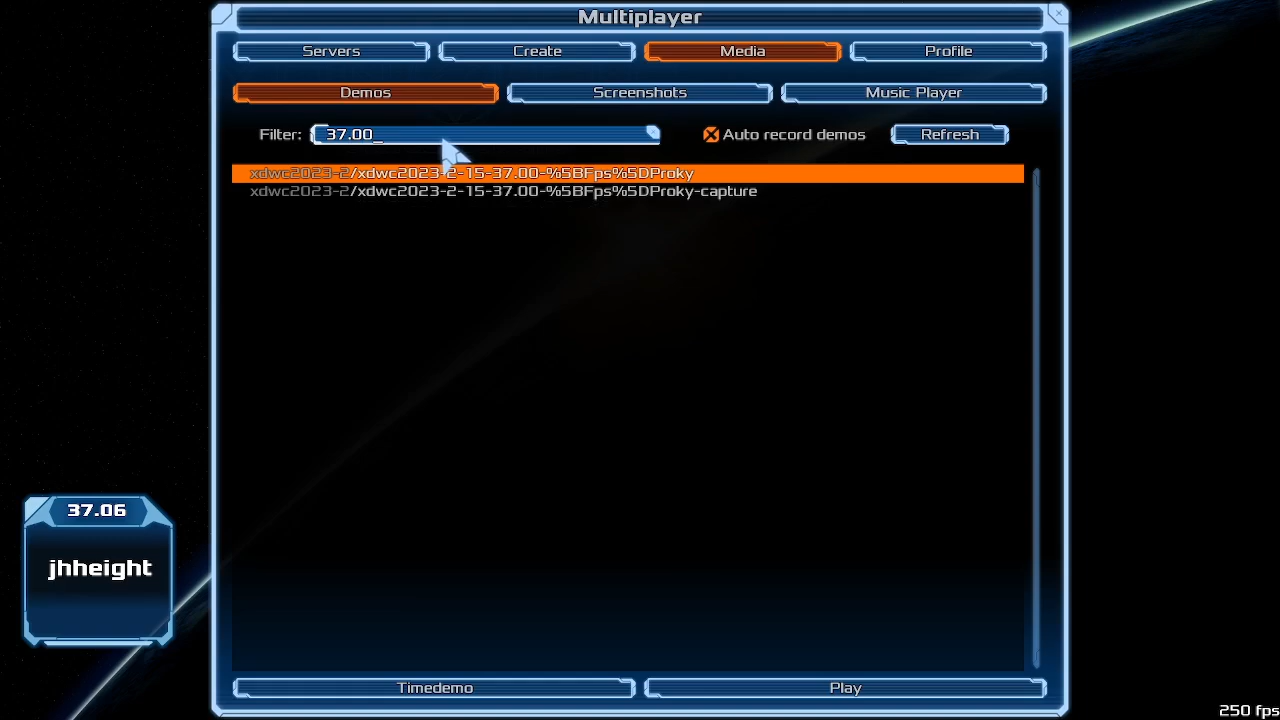 Multiplayer
Servers
Create
Media
Profile
Demos
Screenshots
Music Player
Filter: 37.00_
Auto record demos
Refresh
xdwc2023-2/xdwc2023-2-15-37.00-%5BFps%5DProky
xdwc2023-2/xdwc2023-2-15-37.00-%5BFps%5DProky-capture
37.06
jhheight
Timedemo
Play
250 fps